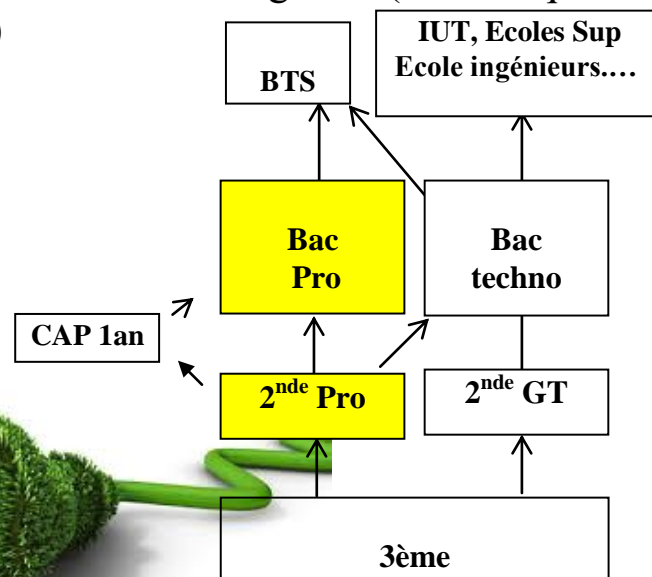 IUT, Ecoles Sup
Ecole ingénieurs.…
BTS
Bac
Pro
Bac
techno
CAP 1an
2nde Pro
2nde GT
3ème